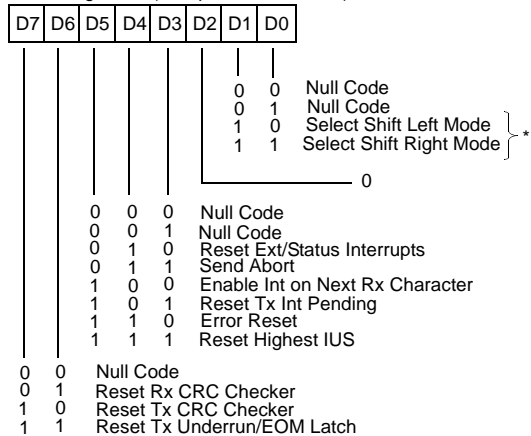 D7 D6 D5 D4 D3 D2 D1 D0
0 0 Null Code
0 1 Null Code
1 0 Select Shift Left Mode
1 1 Select Shift Right Mode
*
0
0 0 0 Null Code
0 0 1 Null Code
0 1 0 Reset Ext/Status Interrupts
0 1 1 Send Abort
1 0 0 Enable Int on Next Rx Character
1 0 1 Reset Tx Int Pending
1 1 0 Error Reset
1 1 1 Reset Highest IUS
0 0 Null Code
0 1 Reset Rx CRC Checker
1 0 Reset Tx CRC Checker
1 1 Reset Tx Underrun/EOM Latch